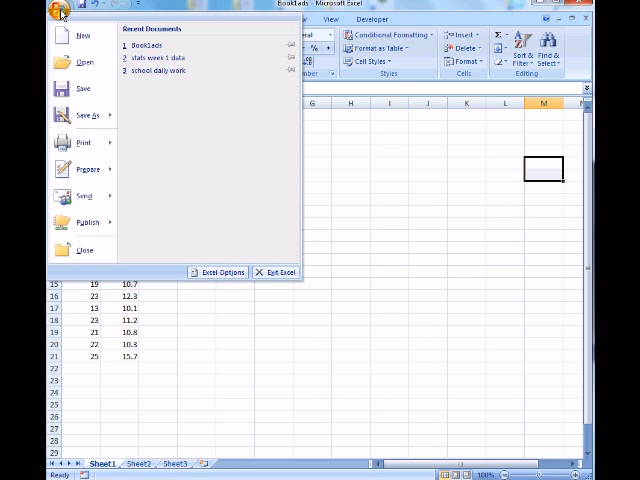 Book1ads - Microsoft Excel
View Developer
New
Open
Save
Save As
Print
Prepare
Send
Publish
Close
Recent Documents
1 Book1ads
2 stats week 1 data
3 school daily work
Excel Options Exit Excel
General
%
Number
Conditional Formatting
Format as Table
Cell Styles
Styles
Insert
Delete
Format
Cells
Sort & Filter
Find & Select
Editing
G H I J K L M N
15 19 10.7
16 23 12.3
17 13 10.1
18 23 11.2
19 21 10.8
20 22 10.3
21 25 15.7
22
23
24
25
26
27
28
29
Sheet1 Sheet2 Sheet3
Ready 100%